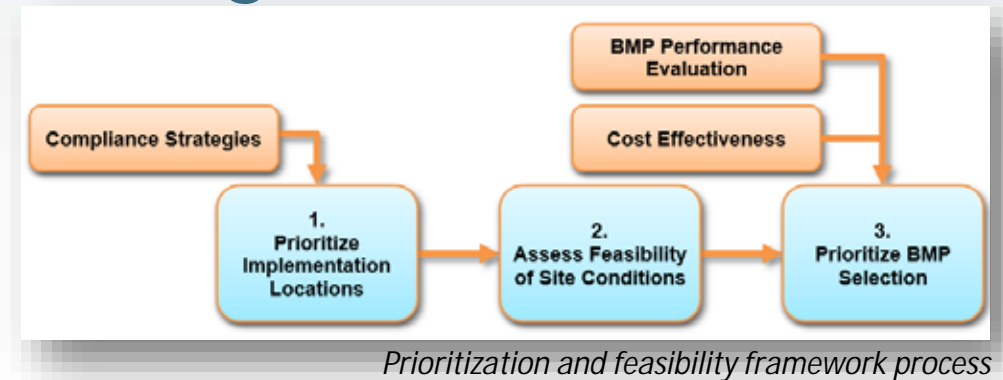 BMP Performance
Evaluation
Compliance Strategies
Cost Effectiveness
1.
Prioritize
Implementation
Locations
2.
Assess Feasibility
of Site Conditions
3.
Prioritize BMP
Selection
Prioritization and feasibility framework process